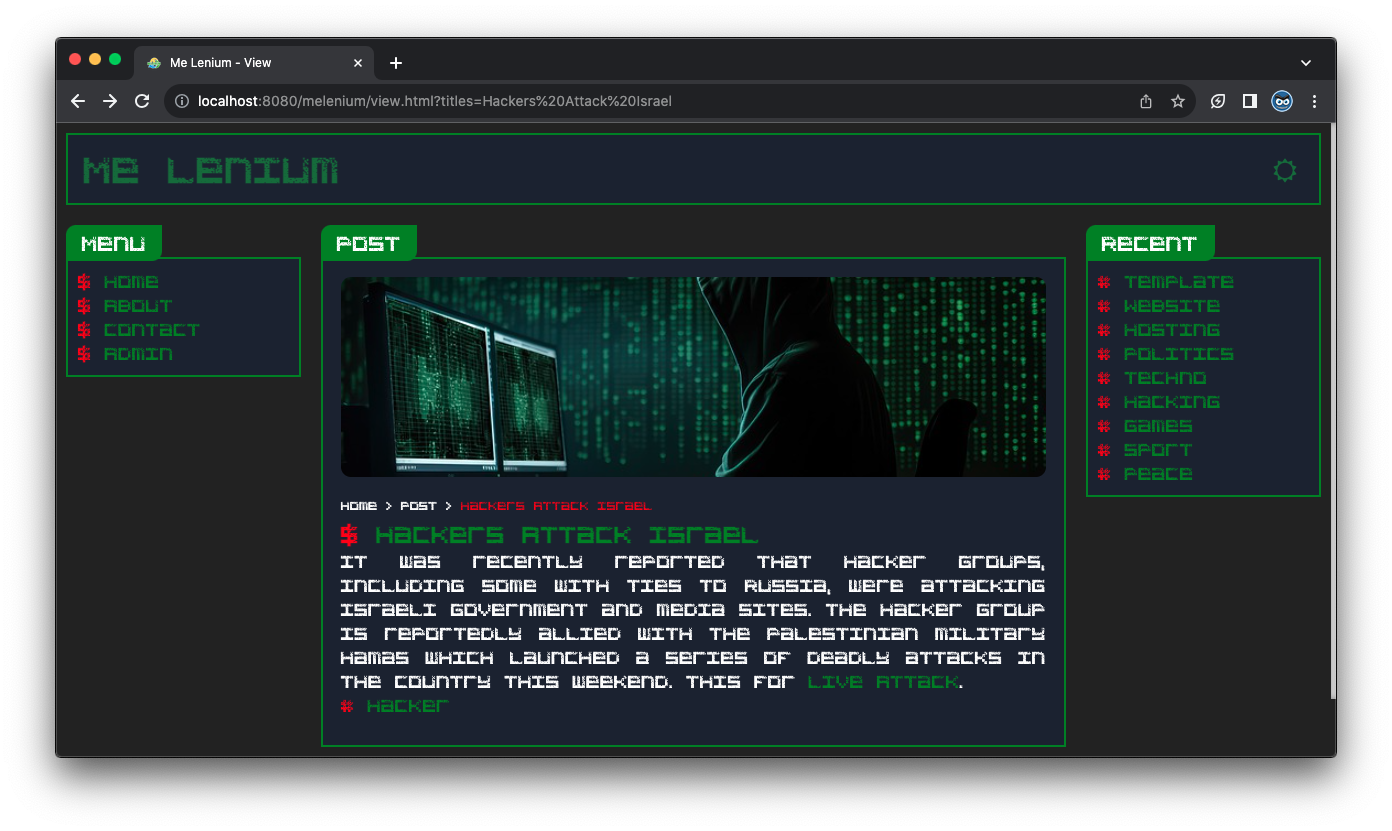 Me Lenium - View
localhost:8080/melenium/view.html?titles=Hackers%20Attack%20Israel
Me Lenium
Menu
$ Home
$ About
$ Contact
$ Admin
Post
Home > Post > Hackers Attack Israel
$ Hackers Attack Israel
It was recently reported that hacker groups,
including some with ties to Russia, were attacking
Israeli government and media sites. The hacker group
is reportedly allied with the Palestinian military
Hamas which launched a series of deadly attacks in
the country this weekend. This for Live Attack.
# Hacker
Recent
# Template
# Website
# Hosting
# Politics
# Techno
# Hacking
# Games
# Sport
# Peace